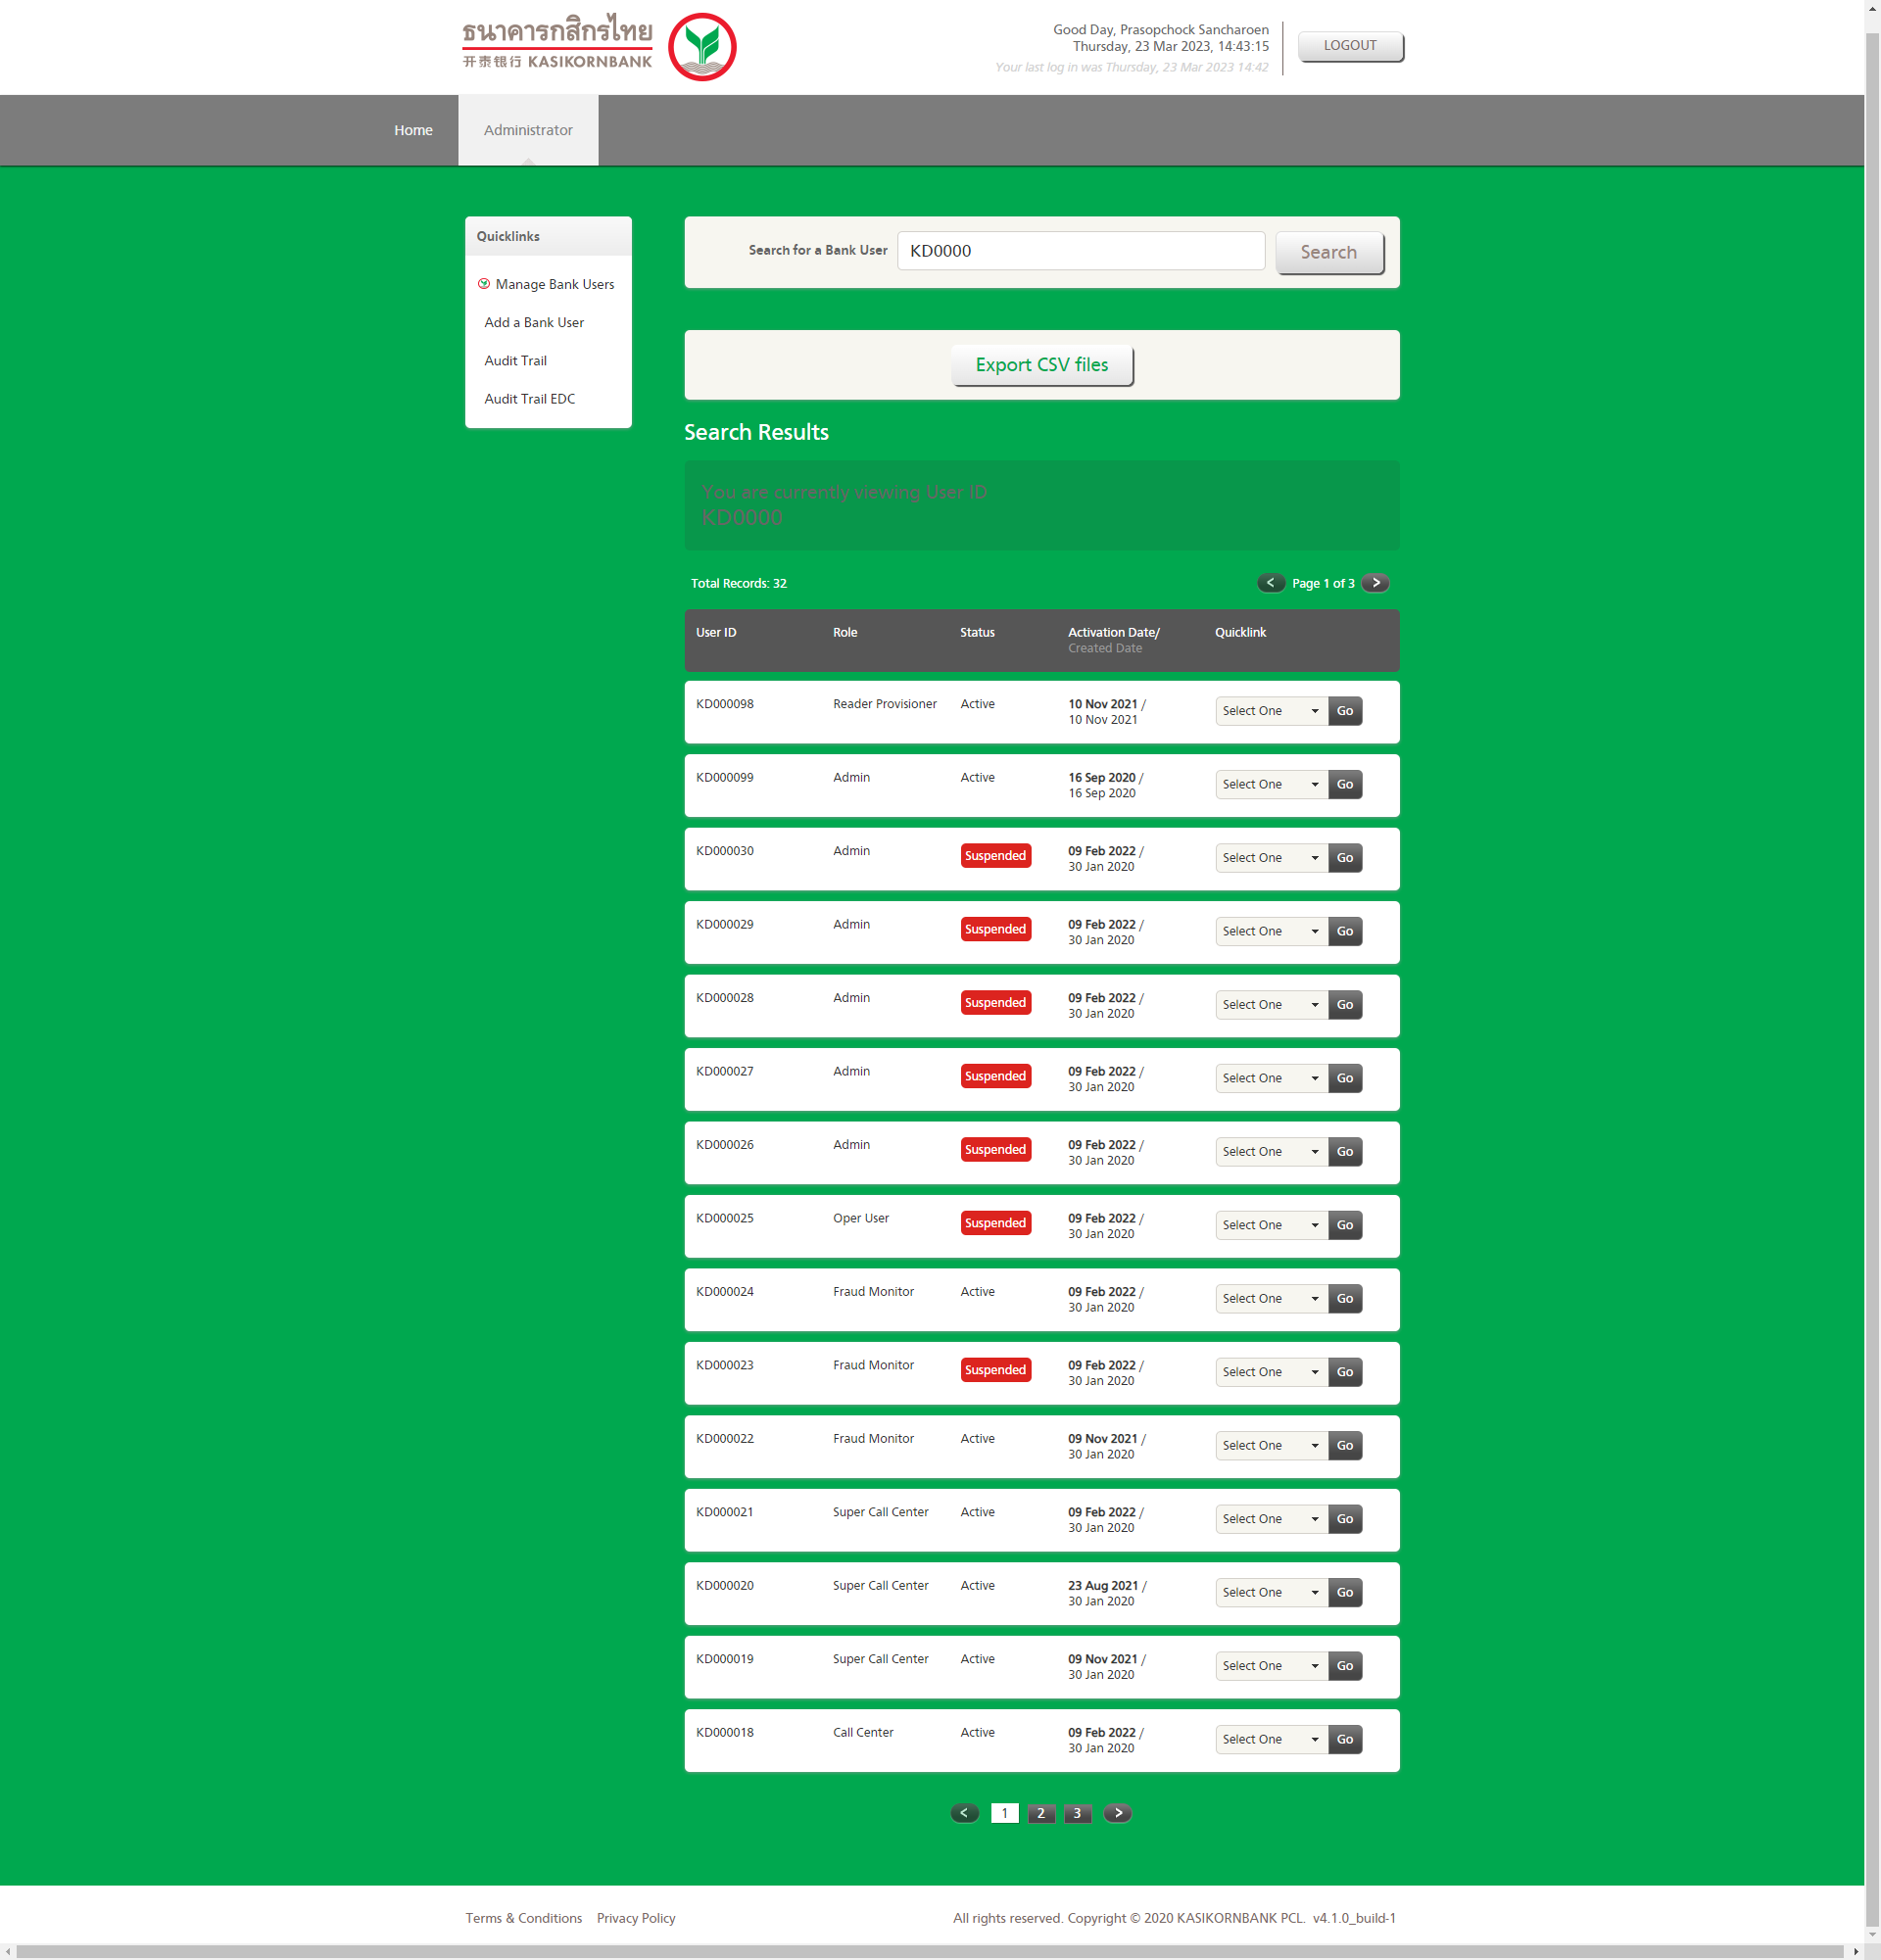 ธนาคารกสิกรไทย
开泰银行 KASIKORNBANK
Good Day, Prasopchock Sancharoen
Thursday, 23 Mar 2023, 14:43:15
Your last log in was Thursday, 23 Mar 2023 14:42
LOGOUT
Home
Administrator
Quicklinks
Manage Bank Users
Add a Bank User
Audit Trail
Audit Trail EDC
Search for a Bank User
KD0000
Search
Export CSV files
Search Results
You are currently viewing User ID
KD0000
Total Records: 32
< Page 1 of 3 >
User ID Role Status Activation Date/ Quicklink
Created Date
KD000098 Reader Provisioner Active 10 Nov 2021 / Select One Go
10 Nov 2021
KD000099 Admin Active 16 Sep 2020 / Select One Go
16 Sep 2020
KD000030 Admin Suspended 09 Feb 2022 / Select One Go
30 Jan 2020
KD000029 Admin Suspended 09 Feb 2022 / Select One Go
30 Jan 2020
KD000028 Admin Suspended 09 Feb 2022 / Select One Go
30 Jan 2020
KD000027 Admin Suspended 09 Feb 2022 / Select One Go
30 Jan 2020
KD000026 Admin Suspended 09 Feb 2022 / Select One Go
30 Jan 2020
KD000025 Oper User Suspended 09 Feb 2022 / Select One Go
30 Jan 2020
KD000024 Fraud Monitor Active 09 Feb 2022 / Select One Go
30 Jan 2020
KD000023 Fraud Monitor Suspended 09 Feb 2022 / Select One Go
30 Jan 2020
KD000022 Fraud Monitor Active 09 Nov 2021 / Select One Go
30 Jan 2020
KD000021 Super Call Center Active 09 Feb 2022 / Select One Go
30 Jan 2020
KD000020 Super Call Center Active 23 Aug 2021 / Select One Go
30 Jan 2020
KD000019 Super Call Center Active 09 Nov 2021 / Select One Go
30 Jan 2020
KD000018 Call Center Active 09 Feb 2022 / Select One Go
30 Jan 2020
< 1 2 3 >
Terms & Conditions Privacy Policy All rights reserved. Copyright © 2020 KASIKORNBANK PCL. v4.1.0_build-1